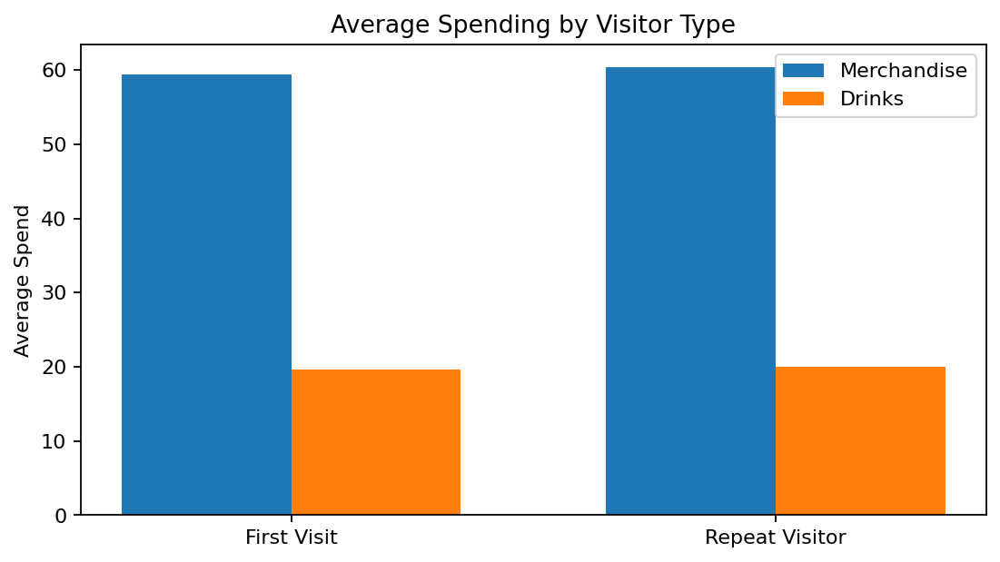 Average Spending by Visitor Type
Merchandise
Drinks
Average Spend
60
50
40
30
20
10
0
First Visit
Repeat Visitor